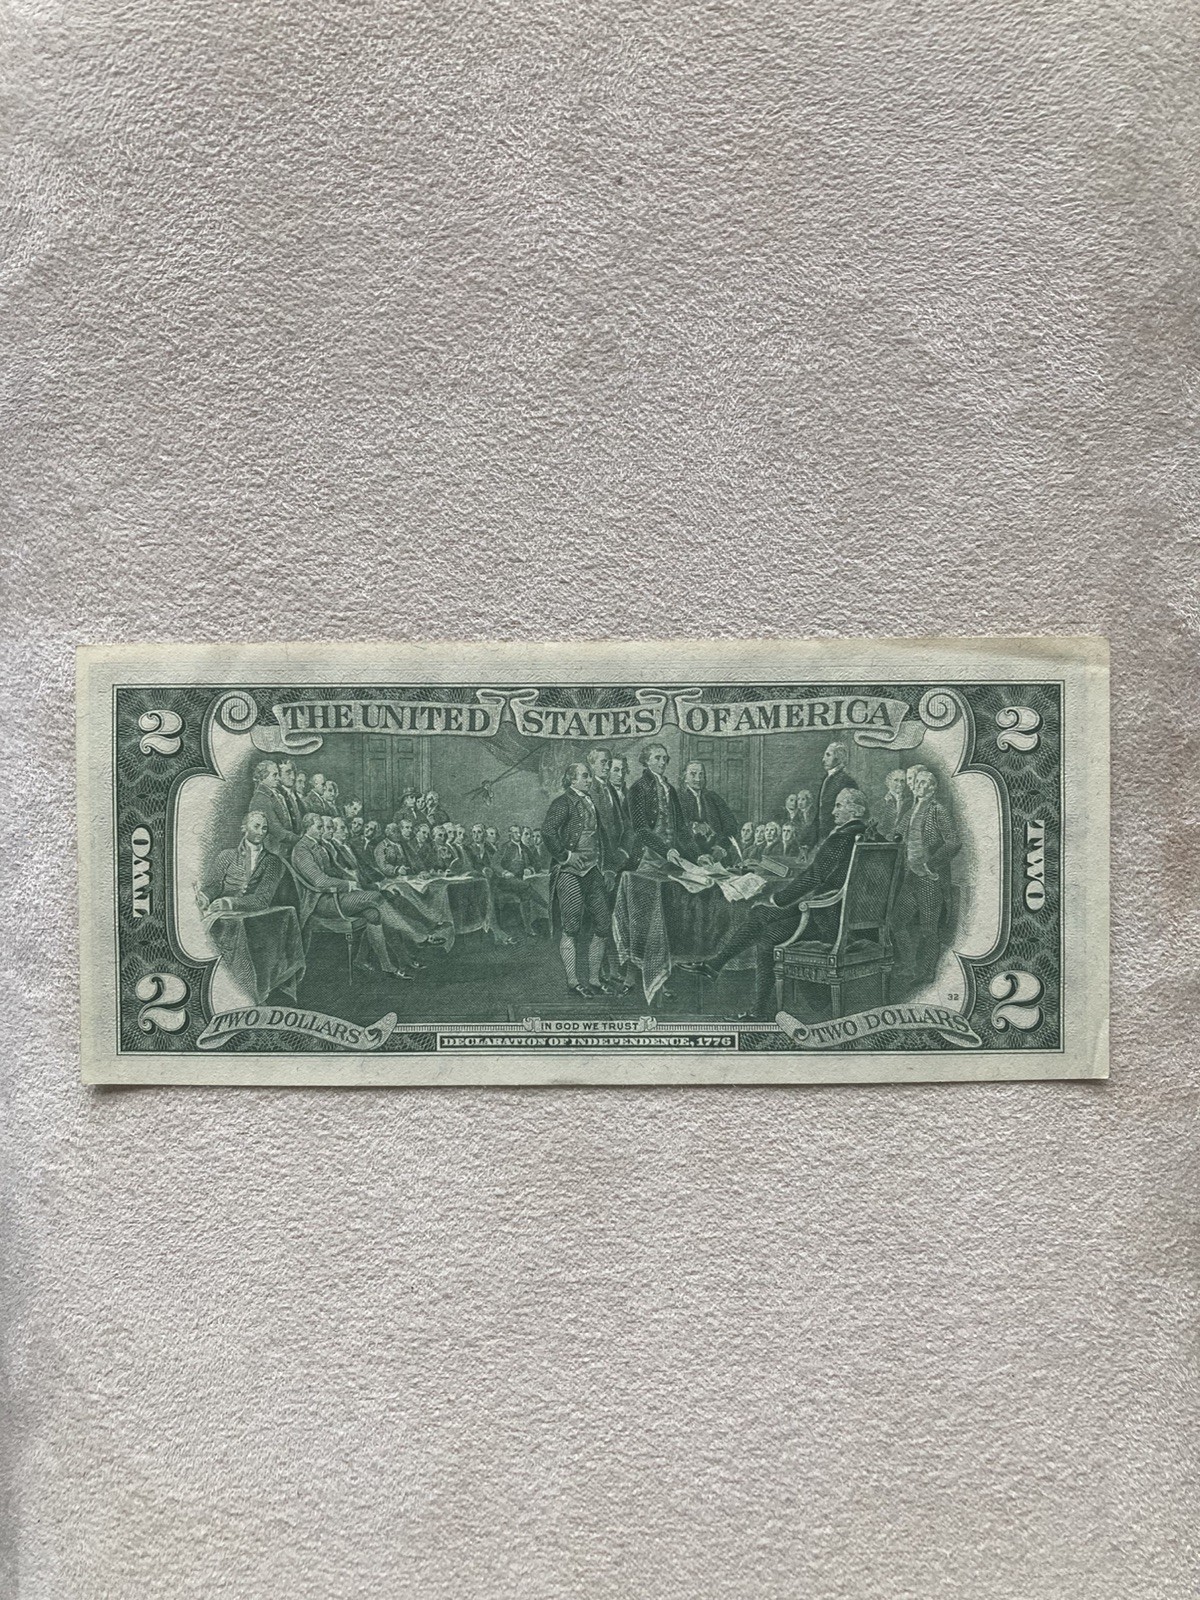 THE UNITED STATES OF AMERICA
2
2
TWO
TWO
32
2
2
TWO DOLLARS
IN GOD WE TRUST
TWO DOLLARS
DECLARATION OF INDEPENDENCE, 1776